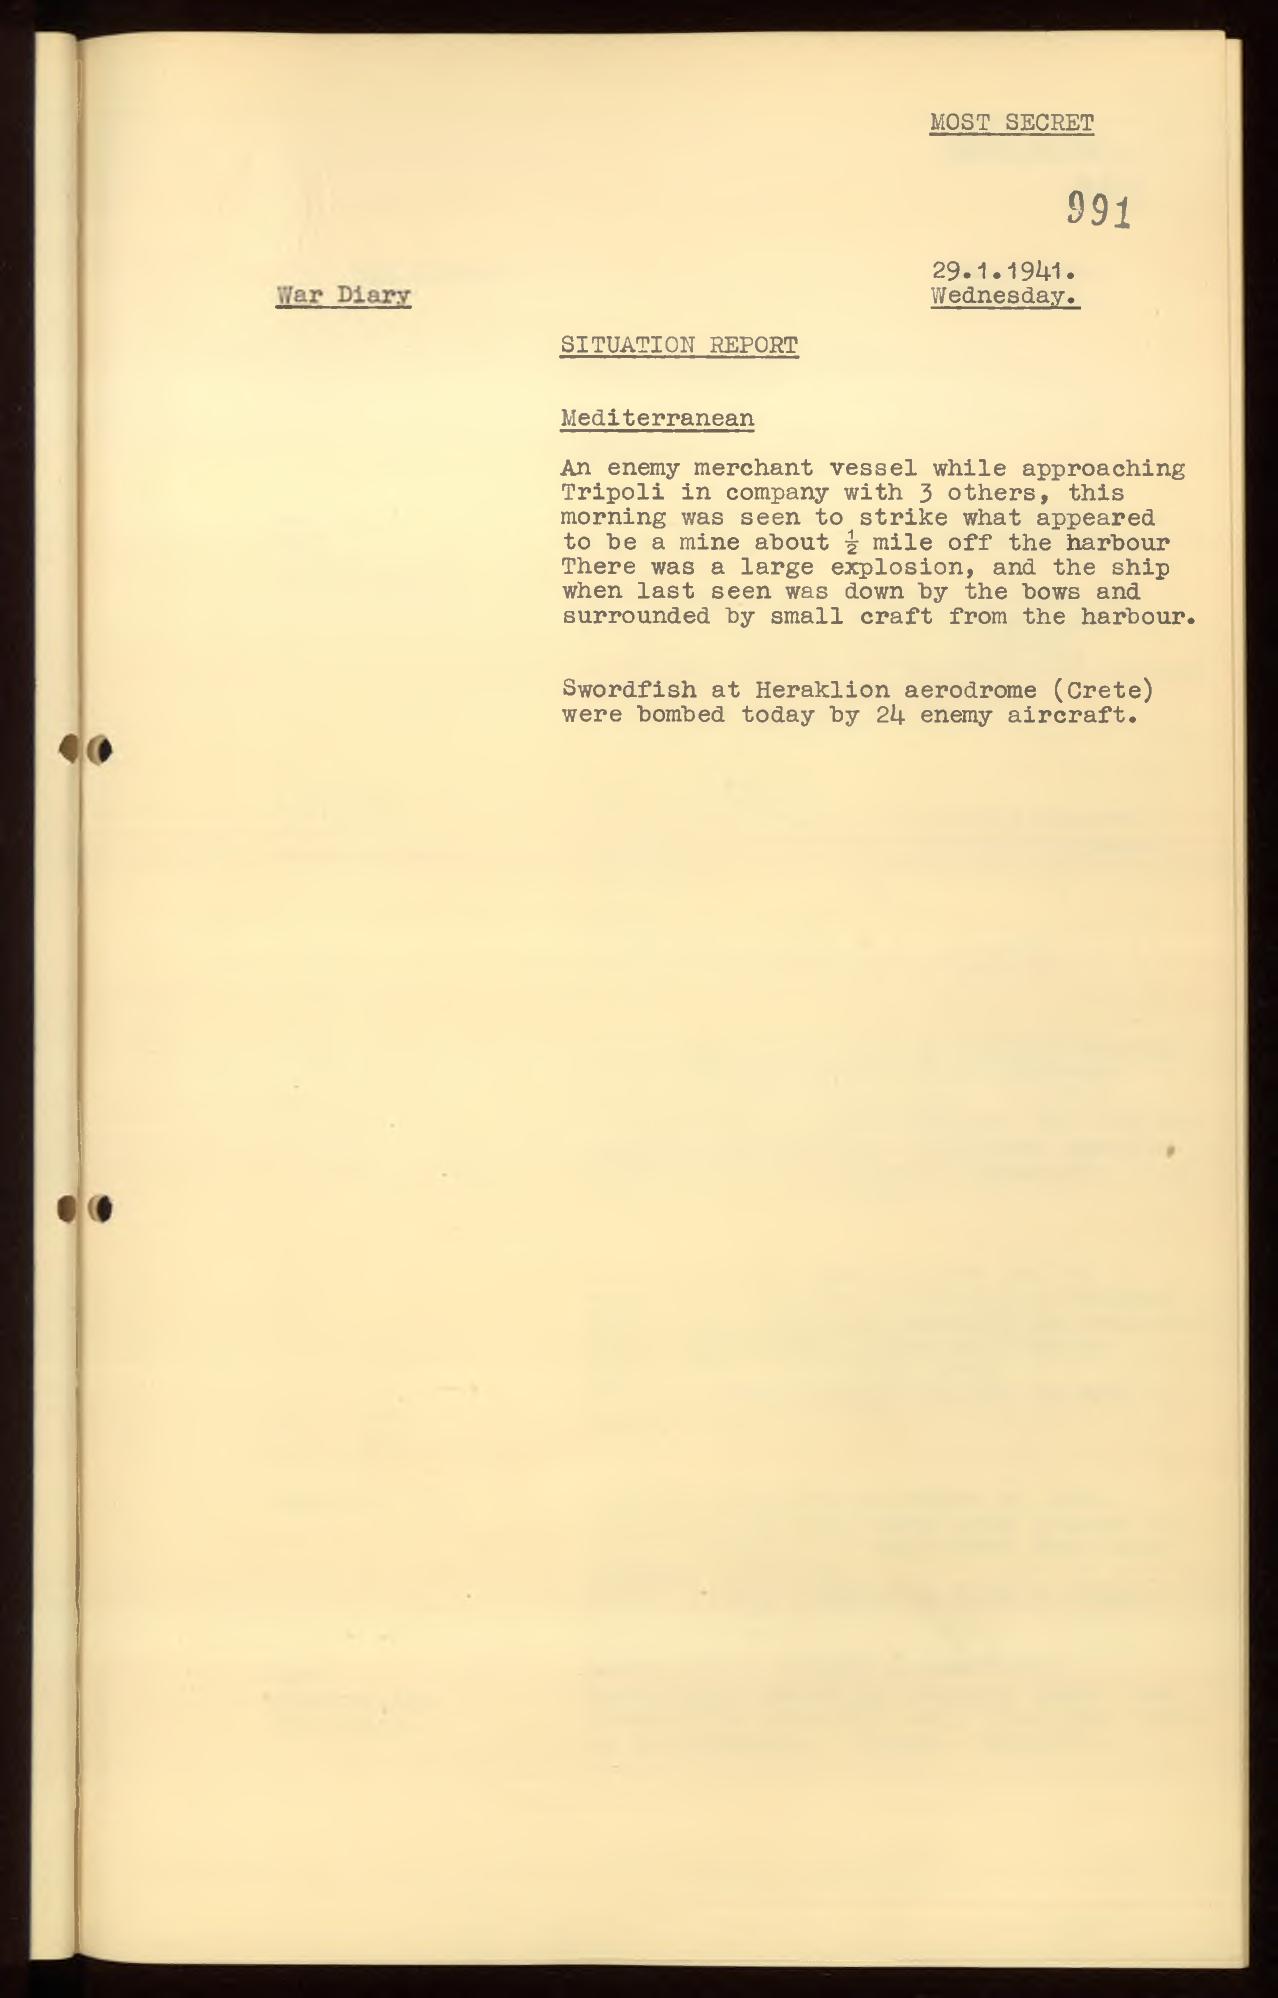 MOST SECRET
991
29.1.1941.
War Diary
Wednesday.
SITUATION REPORT
Mediterranean
An enemy merchant vessel while approaching
Tripoli in company with 3 others, this
morning was seen to strike what appeared
to be a mine about ½ mile off the harbour
There was a large explosion, and the ship
when last seen was down by the bows and
surrounded by small craft from the harbour.
Swordfish at Heraklion aerodrome (Crete)
were bombed today by 24 enemy aircraft.